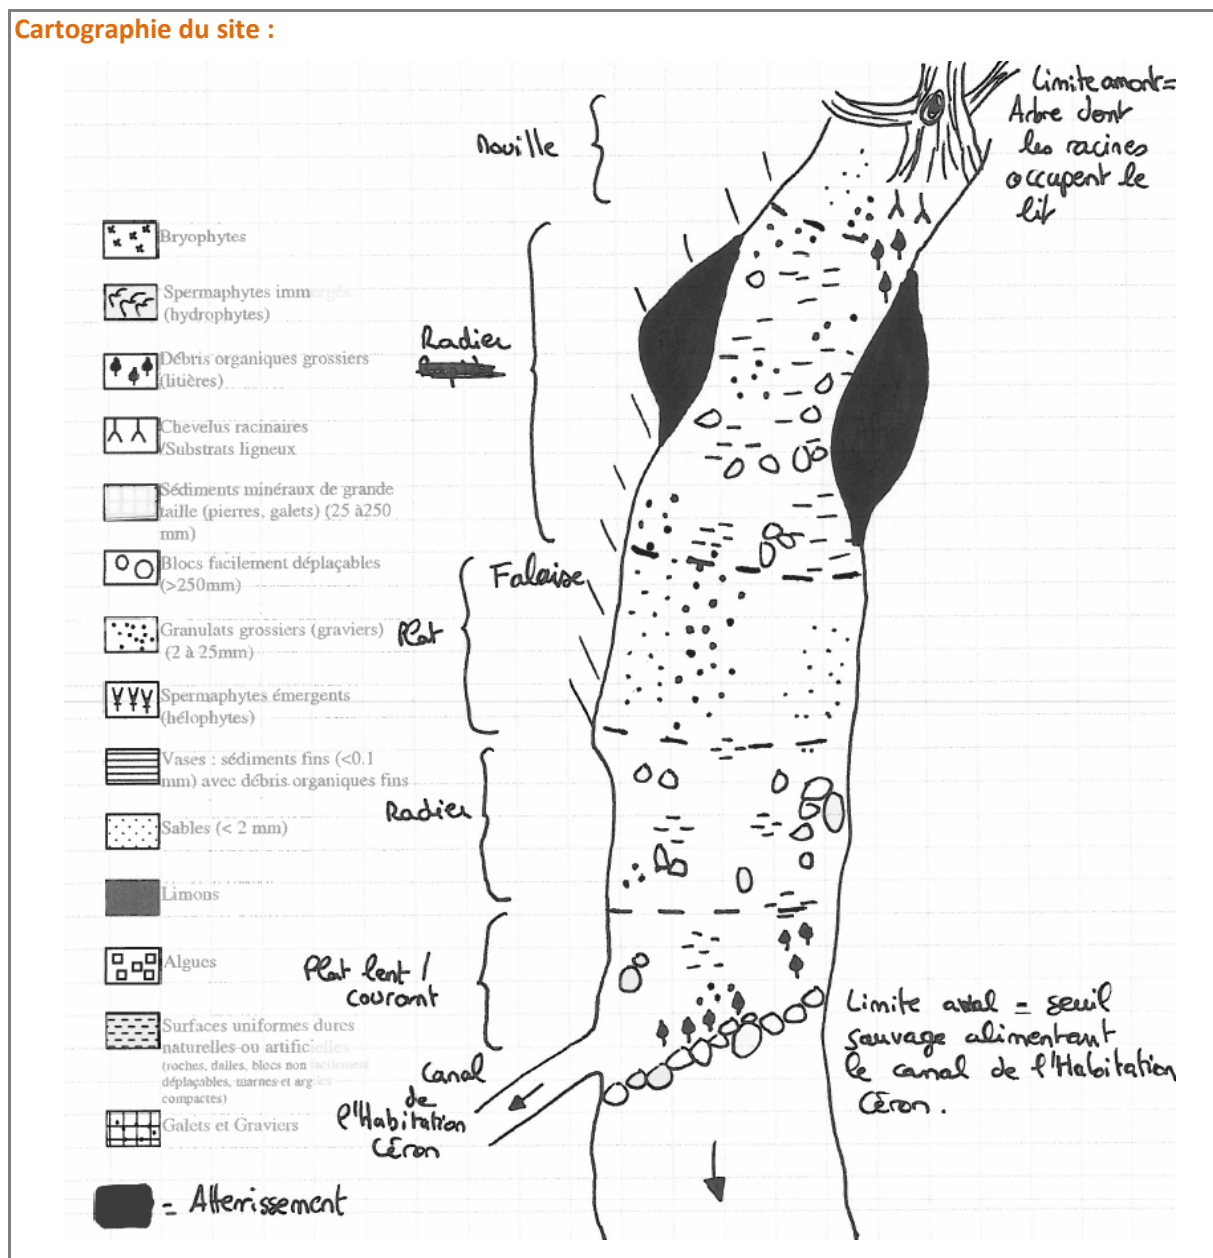 Cartographie du site :
Limite amont =
Arbre dont
les racines
occupent le
lit
Mouille
Bryophytes
Spermaphytes immergés
(hydrophytes)
Radier
Débris organiques grossiers
(litières)
Chevelus racinaires
/Substrats ligneux
Sédiments minéraux de grande
taille (pierres, galets) (25 à250
mm)
Blocs facilement déplaçables
(>250mm)
Falaise
Plat
Granulats grossiers (graviers)
(2 à 25mm)
Spermaphytes émergents
(hélophytes)
Vases : sédiments fins (<0.1
mm) avec débris organiques fins
Radier
Sables (< 2 mm)
Limons
Algues
Plat lent /
courant
Surfaces uniformes dures
naturelles ou artificielles
(roches, dalles, blocs non facilement
déplaçables, marnes et argiles
compactes)
Limite aval = seuil
sauvage alimentant
le canal de l'Habitation
Céron.
Canal
de
l'Habitation
Céron
Galets et Graviers
= Atterrissement